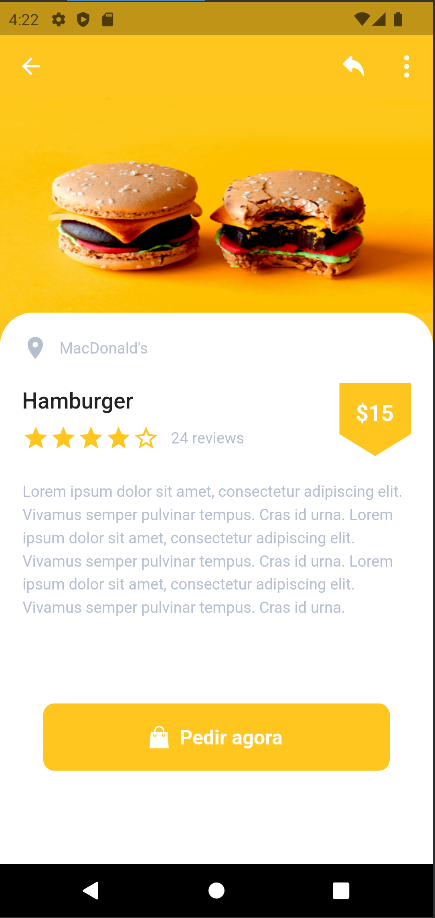 4:22
MacDonald's
Hamburger
$15
24 reviews
Lorem ipsum dolor sit amet, consectetur adipiscing elit.
Vivamus semper pulvinar tempus. Cras id urna. Lorem
ipsum dolor sit amet, consectetur adipiscing elit.
Vivamus semper pulvinar tempus. Cras id urna. Lorem
ipsum dolor sit amet, consectetur adipiscing elit.
Vivamus semper pulvinar tempus. Cras id urna.
Pedir agora